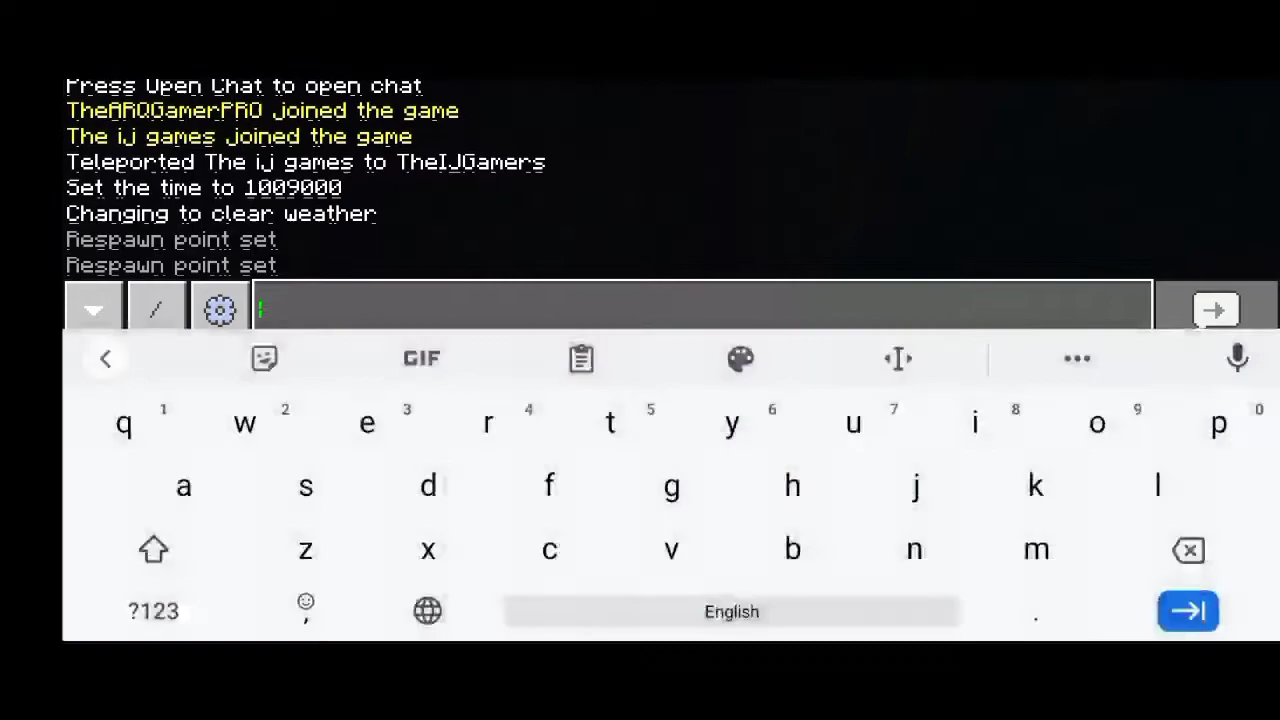 Press Open Chat to open chat
TheARQGamerPRO joined the game
The ij games joined the game
Teleported The ij games to TheIJGamers
Set the time to 1009000
Changing to clear weather
Respawn point set
Respawn point set
/
GIF
q 1 w 2 e 3 r 4 t 5 y 6 u 7 i 8 o 9 p 0
a s d f g h j k l
z x c v b n m
?123 , English .